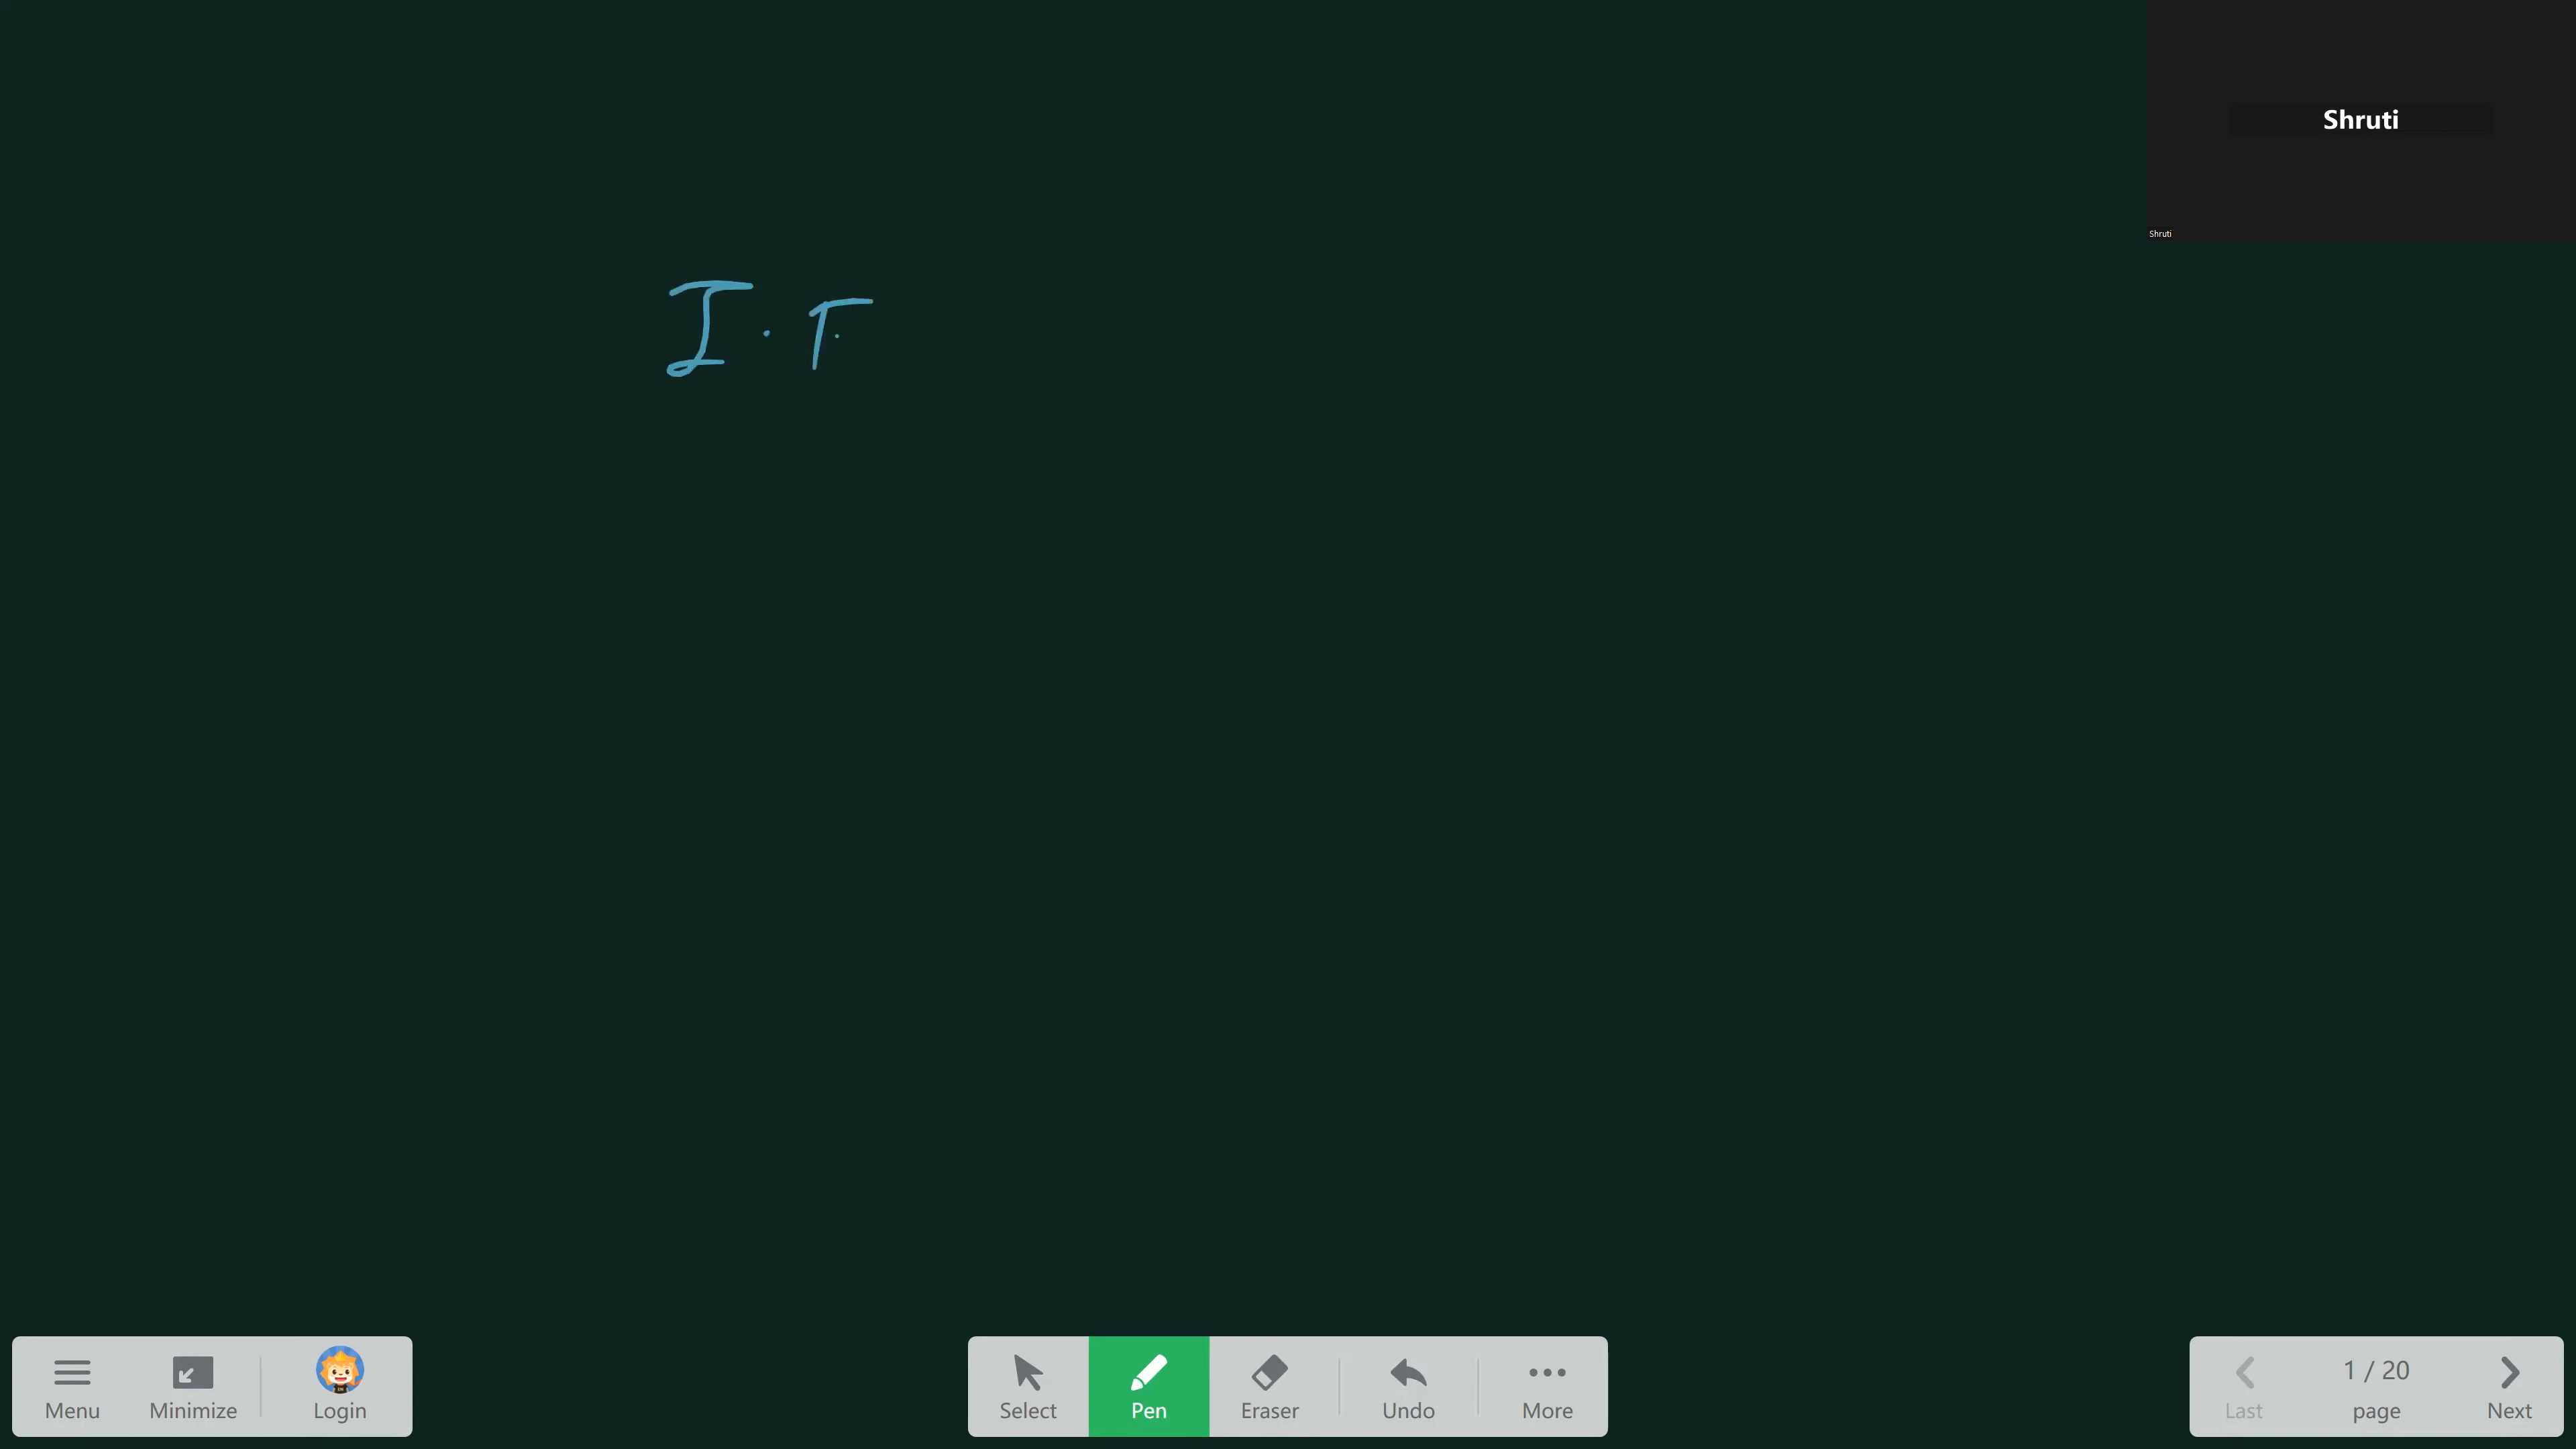 Shruti
Shruti
I.
Menu
Minimize
Login
Select
Pen
Eraser
Undo
More
Last
1 / 20
page
Next